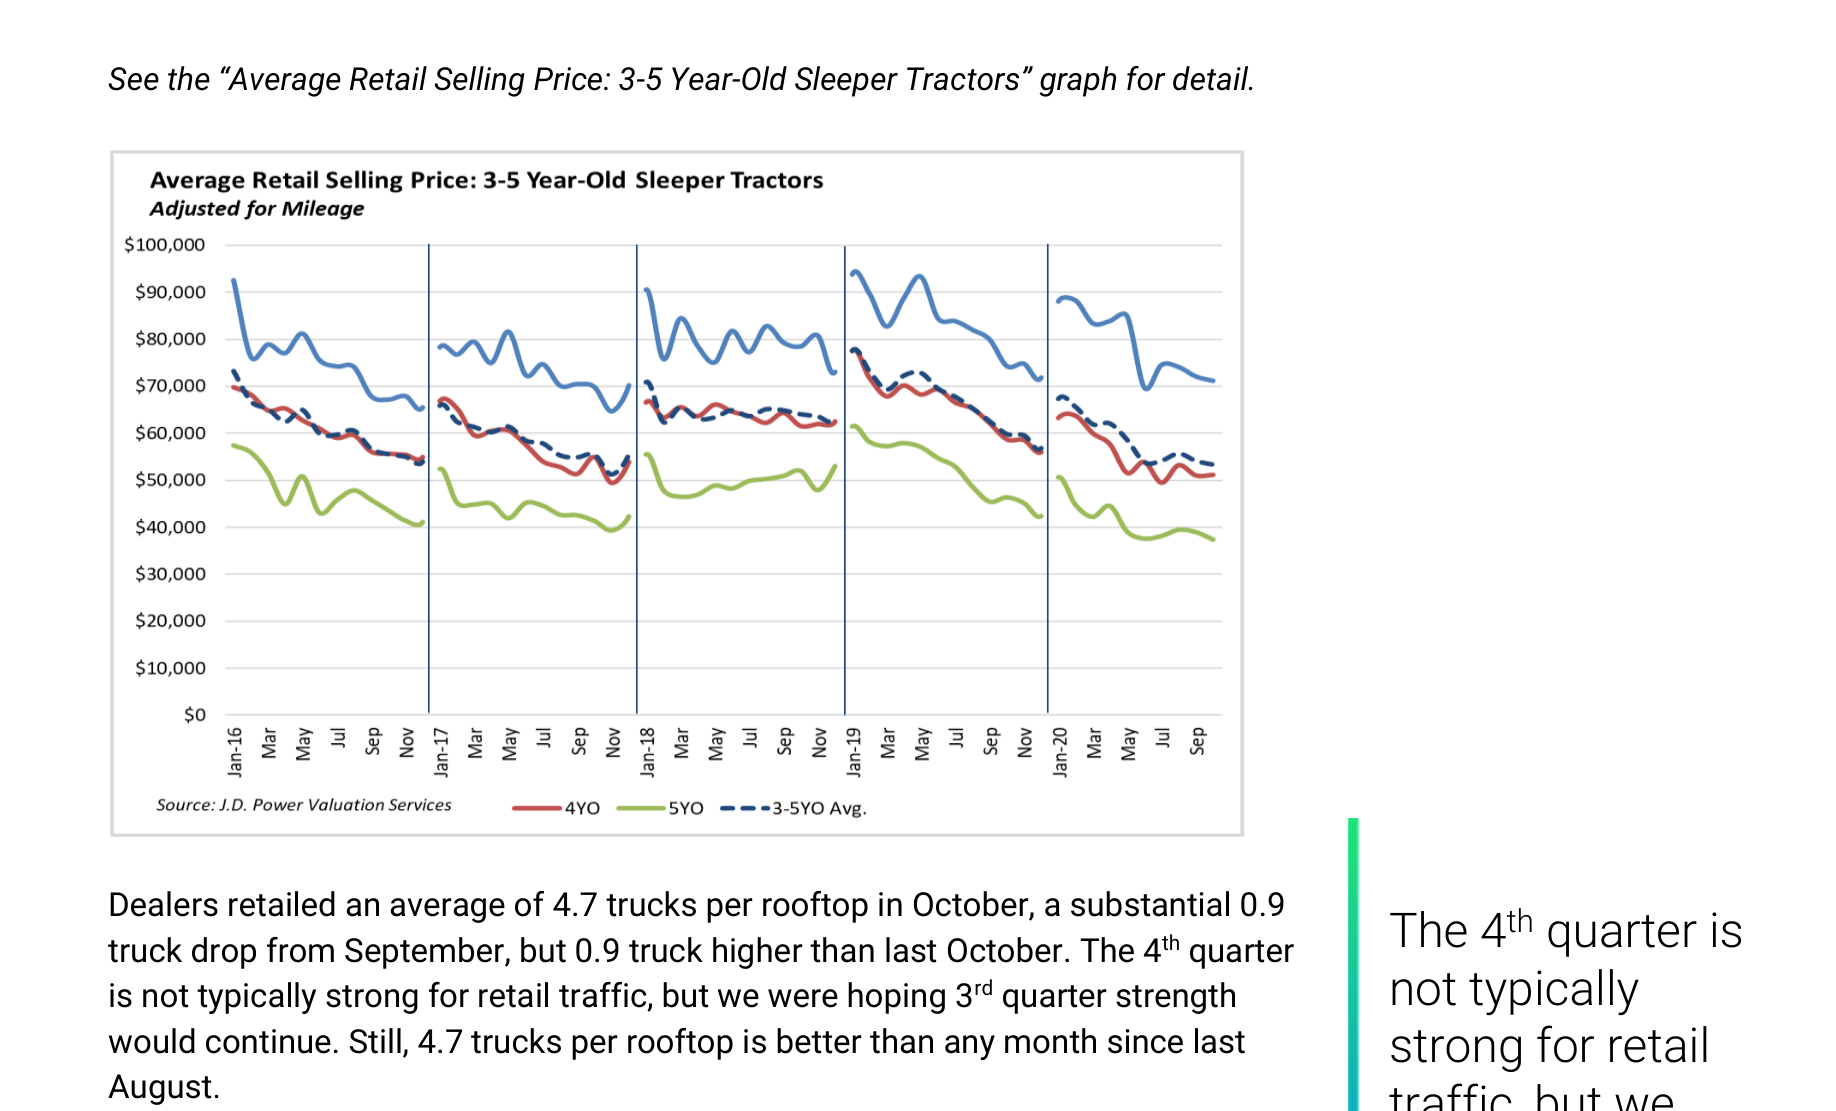 See the “Average Retail Selling Price: 3-5 Year-Old Sleeper Tractors” graph for detail.
Average Retail Selling Price: 3-5 Year-Old Sleeper Tractors
Adjusted for Mileage
$100,000
$90,000
$80,000
$70,000
$60,000
$50,000
$40,000
$30,000
$20,000
$10,000
$0
Jan-16 Mar May Jul Sep Nov Jan-17 Mar May Jul Sep Nov Jan-18 Mar May Jul Sep Nov Jan-19 Mar May Jul Sep Nov Jan-20 Mar May Jul Sep
Source: J.D. Power Valuation Services 4YO 5YO 3-5YO Avg.
Dealers retailed an average of 4.7 trucks per rooftop in October, a substantial 0.9
truck drop from September, but 0.9 truck higher than last October. The 4th quarter
is not typically strong for retail traffic, but we were hoping 3rd quarter strength
would continue. Still, 4.7 trucks per rooftop is better than any month since last
August.
The 4th quarter is
not typically
strong for retail
traffic, but we